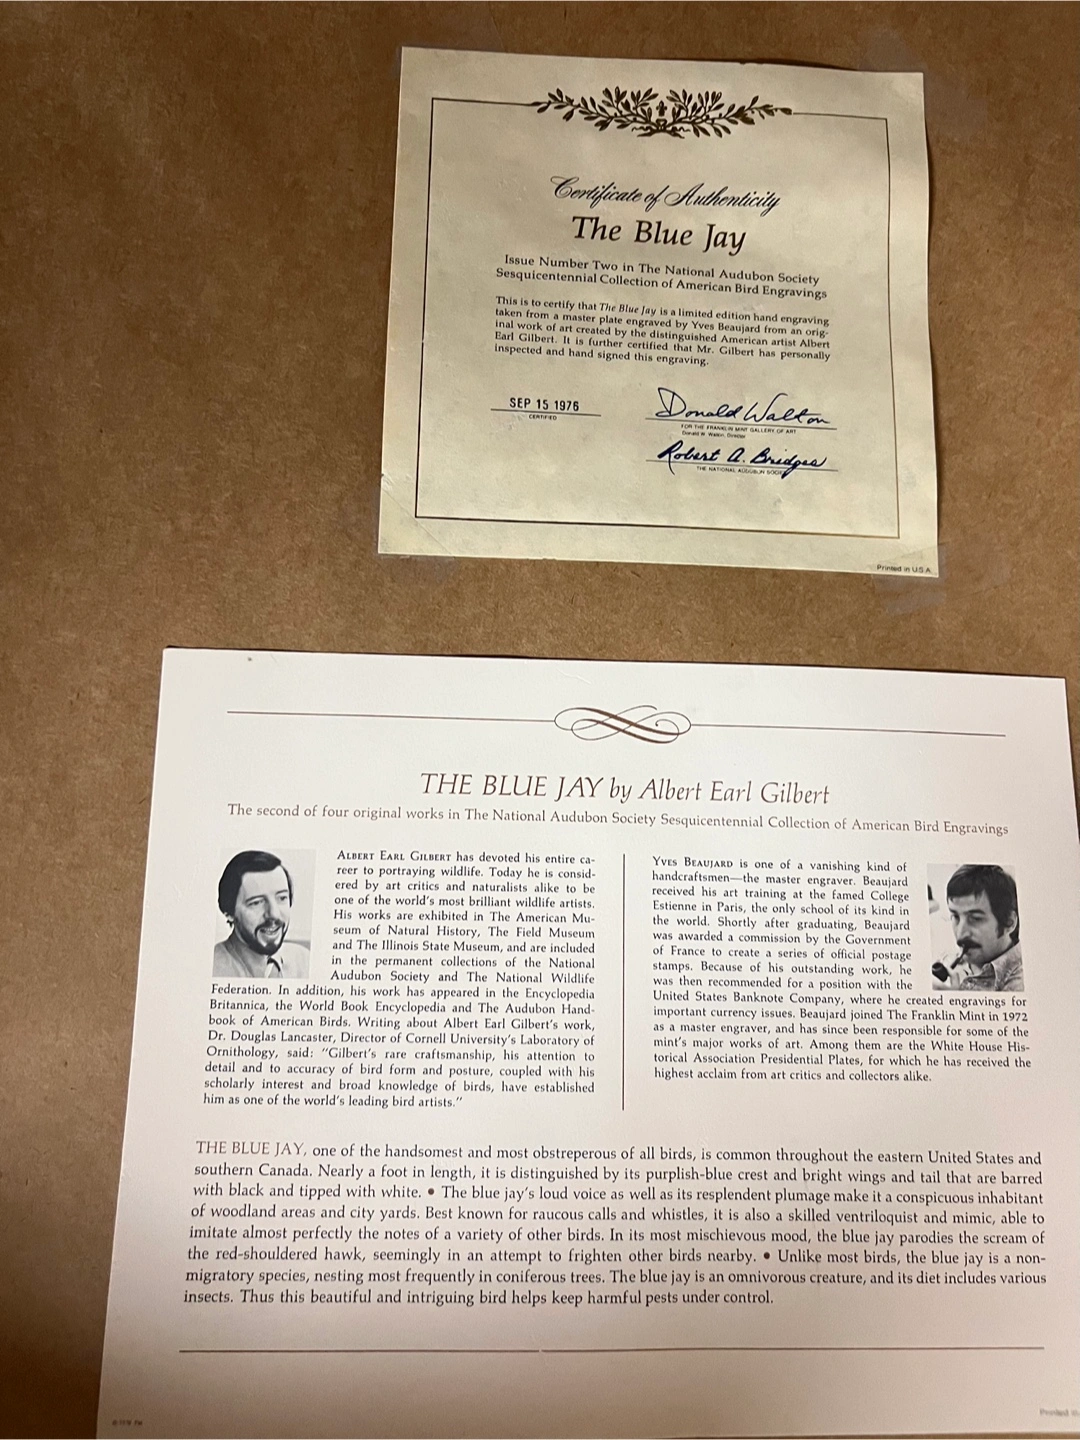 Certificate of Authenticity
The Blue Jay
Issue Number Two in The National Audubon Society
Sesquicentennial Collection of American Bird Engravings
This is to certify that The Blue Jay is a limited edition hand engraving
taken from a master plate engraved by Yves Beaujard from an orig-
inal work of art created by the distinguished American artist Albert
Earl Gilbert. It is further certified that Mr. Gilbert has personally
inspected and hand signed this engraving.
SEP 15 1976
CERTIFIED
Donald Walton
FOR THE FRANKLIN MINT GALLERY OF ART
Donald W. Walton, Director
Robert A. Bridges
THE NATIONAL AUDUBON SOCIETY
Printed in U.S.A.
THE BLUE JAY by Albert Earl Gilbert
The second of four original works in The National Audubon Society Sesquicentennial Collection of American Bird Engravings
ALBERT EARL GILBERT has devoted his entire ca-
reer to portraying wildlife. Today he is consid-
ered by art critics and naturalists alike to be
one of the world's most brilliant wildlife artists.
His works are exhibited in The American Mu-
seum of Natural History, The Field Museum
and The Illinois State Museum, and are included
in the permanent collections of the National
Audubon Society and The National Wildlife
Federation. In addition, his work has appeared in the Encyclopedia
Britannica, the World Book Encyclopedia and The Audubon Hand-
book of American Birds. Writing about Albert Earl Gilbert's work,
Dr. Douglas Lancaster, Director of Cornell University's Laboratory of
Ornithology, said: "Gilbert's rare craftsmanship, his attention to
detail and to accuracy of bird form and posture, coupled with his
scholarly interest and broad knowledge of birds, have established
him as one of the world's leading bird artists."
YVES BEAUJARD is one of a vanishing kind of
handcraftsmen—the master engraver. Beaujard
received his art training at the famed College
Estienne in Paris, the only school of its kind in
the world. Shortly after graduating, Beaujard
was awarded a commission by the Government
of France to create a series of official postage
stamps. Because of his outstanding work, he
was then recommended for a position with the
United States Banknote Company, where he created engravings for
important currency issues. Beaujard joined The Franklin Mint in 1972
as a master engraver, and has since been responsible for some of the
mint's major works of art. Among them are the White House His-
torical Association Presidential Plates, for which he has received the
highest acclaim from art critics and collectors alike.
THE BLUE JAY, one of the handsomest and most obstreperous of all birds, is common throughout the eastern United States and
southern Canada. Nearly a foot in length, it is distinguished by its purplish-blue crest and bright wings and tail that are barred
with black and tipped with white. • The blue jay's loud voice as well as its resplendent plumage make it a conspicuous inhabitant
of woodland areas and city yards. Best known for raucous calls and whistles, it is also a skilled ventriloquist and mimic, able to
imitate almost perfectly the notes of a variety of other birds. In its most mischievous mood, the blue jay parodies the scream of
the red-shouldered hawk, seemingly in an attempt to frighten other birds nearby. • Unlike most birds, the blue jay is a non-
migratory species, nesting most frequently in coniferous trees. The blue jay is an omnivorous creature, and its diet includes various
insects. Thus this beautiful and intriguing bird helps keep harmful pests under control.
Printed in